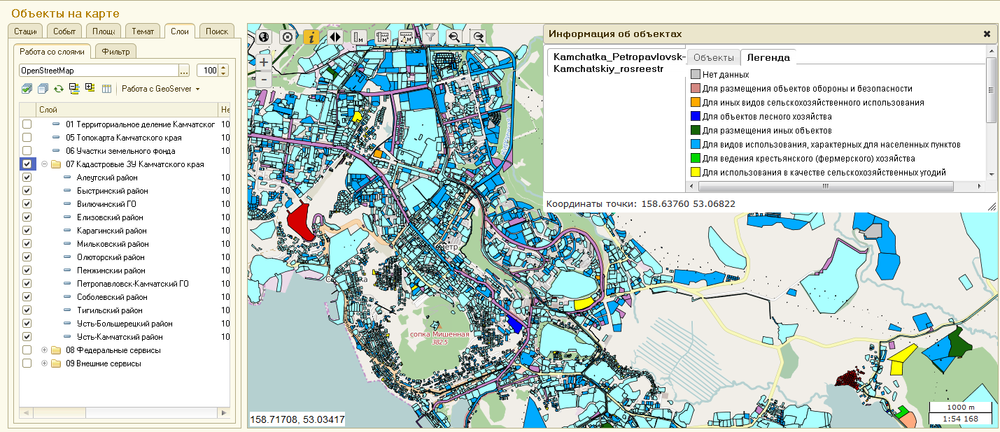 Объекты на карте
Стаци
Событ
Площа
Темат
Слои
Поиск
Работа со слоями
Фильтр
OpenStreetMap
...
100
Работа с GeoServer
Слой
Не
01 Территориальное деление Камчатског 10
05 Топокарта Камчатского края 10
06 Участки земельного фонда 10
07 Кадастровые ЗУ Камчатского края
Алеутский район 10
Быстринский район 10
Вилючинский ГО 10
Елизовский район 10
Карагинский район 10
Мильковский район 10
Олюторский район 10
Пенжинский район 10
Петропавловск-Камчатский ГО 10
Соболевский район 10
Тигильский район 10
Усть-Большерецкий район 10
Усть-Камчатский район 10
08 Федеральные сервисы
09 Внешние сервисы
Информация об объектах
Kamchatka_Petropavlovsk-
Kamchatskiy_rosreestr
Объекты
Легенда
Нет данных
Для размещения объектов обороны и безопасности
Для иных видов сельскохозяйственного использования
Для объектов лесного хозяйства
Для размещения иных объектов
Для видов использования, характерных для населенных пунктов
Для ведения крестьянского (фермерского) хозяйства
Для использования в качестве сельскохозяйственных угодий
Координаты точки: 158.63760 53.06822
сопка Мишенная
382.5
158.71708, 53.03417
1000 m
1:54 168